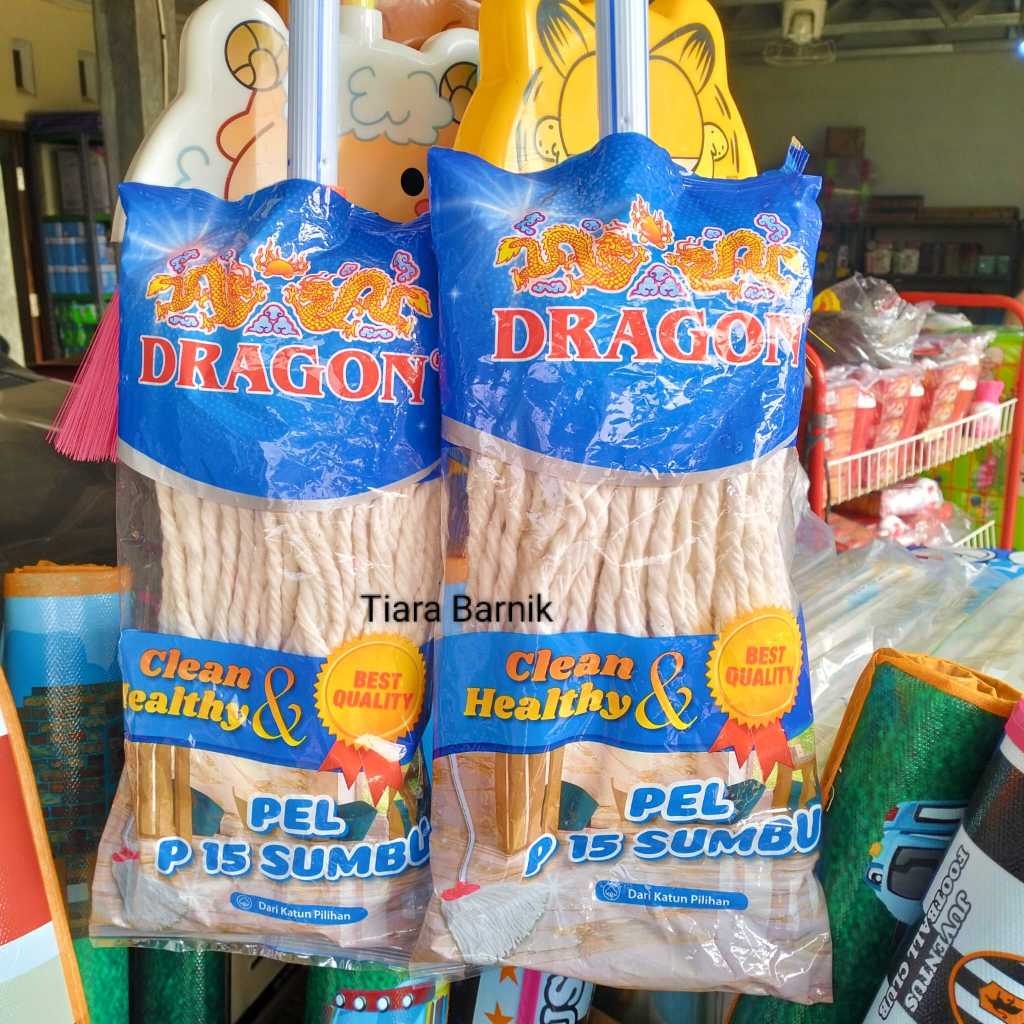 DRAGON
Clean
&
Healthy
BEST
QUALITY
PEL
P 15 SUMBU
Dari Katun Pilihan
DRAGON
Clean
&
Healthy
BEST
QUALITY
PEL
P 15 SUMBU
Dari Katun Pilihan
Tiara Barnik
JUVENTUS
FOOTBALL CLUB